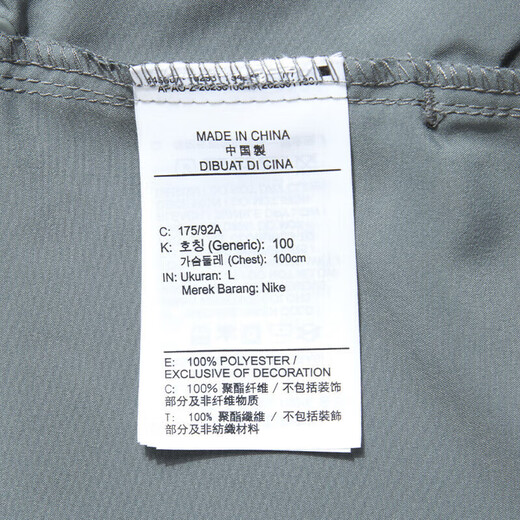 MADE IN CHINA
中国製
DIBUAT DI CINA
C: 175/92A
K: 호칭 (Generic): 100
가슴둘레 (Chest): 100cm
IN: Ukuran: L
Merek Barang: Nike
E: 100% POLYESTER /
EXCLUSIVE OF DECORATION
C: 100% 聚酯纤维 / 不包括装饰
部分及非纤维物质
T: 100% 聚酯纖維 / 不包括裝飾
部分及非紡織材料